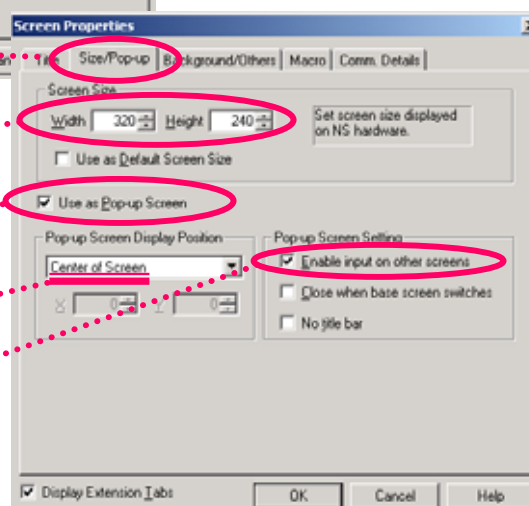 Screen Properties
Title Size/Pop-up Background/Others Macro Comm. Details
Screen Size
Width 320 Height 240
Set screen size displayed
on NS hardware.
Use as Default Screen Size
Use as Pop-up Screen
Pop-up Screen Display Position
Center of Screen
X 0 Y 0
Pop-up Screen Setting
Enable input on other screens
Close when base screen switches
No title bar
Display Extension Tabs
OK Cancel Help